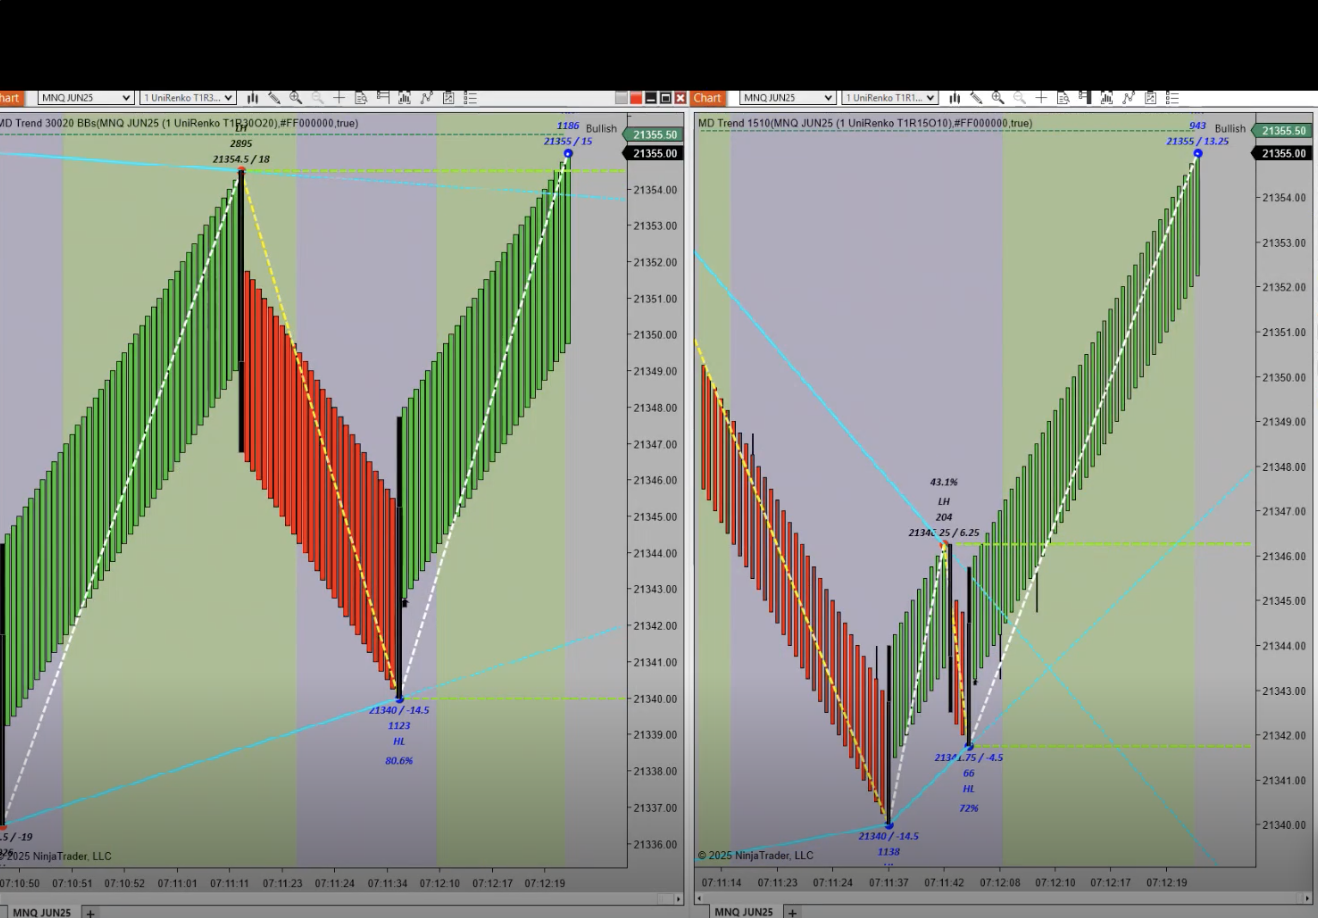 hart MNQ JUN25 1 UniRenko T1R3...
MD Trend 30020 BBs(MNQ JUN25 (1 UniRenko T1R30O20),#FF000000,true)
LH
2895
21354.5 / 18
1186
21355 / 15
Bullish
21355.50
21355.00
21354.00
21353.00
21352.00
21351.00
21350.00
21349.00
21348.00
21347.00
21346.00
21345.00
21344.00
21343.00
21342.00
21341.00
21340.00
21339.00
21338.00
21337.00
21336.00
21340 / -14.5
1123
HL
80.6%
.5 / -19
© 2025 NinjaTrader, LLC
07:10:50 07:10:51 07:10:52 07:11:01 07:11:11 07:11:23 07:11:24 07:11:34 07:12:10 07:12:17 07:12:19
MNQ JUN25 +
Chart MNQ JUN25 1 UniRenko T1R1...
MD Trend 1510(MNQ JUN25 (1 UniRenko T1R15O10),#FF000000,true)
943
21355 / 13.25
Bullish
21355.50
21355.00
21354.00
21353.00
21352.00
21351.00
21350.00
21349.00
21348.00
21347.00
21346.00
21345.00
21344.00
21343.00
21342.00
21341.00
21340.00
43.1%
LH
204
21346.25 / 6.25
21341.75 / -4.5
66
HL
72%
21340 / -14.5
1138
© 2025 NinjaTrader, LLC
07:11:14 07:11:23 07:11:24 07:11:37 07:11:42 07:12:08 07:12:10 07:12:17 07:12:19
MNQ JUN25 +